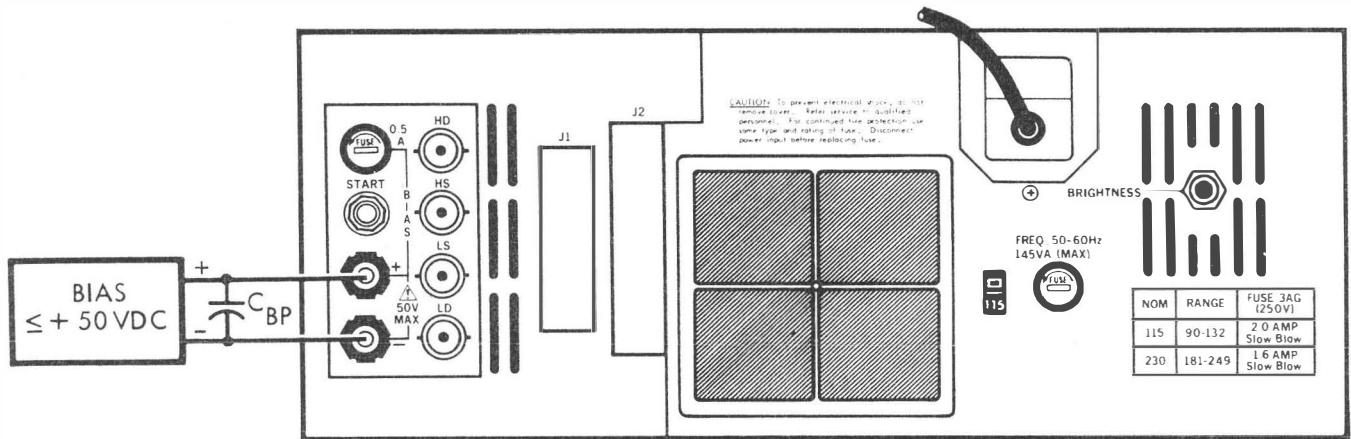 BIAS
≤ + 50 VDC
+
−
C BP
FUSE
0.5
A
START
BIAS
+
50V
MAX
−
HD
HS
LS
LD
J1
J2
CAUTION: To prevent electrical shock, do not
remove cover. Refer service to qualified
personnel. For continued fire protection use
same type and rating of fuse. Disconnect
power input before replacing fuse.
BRIGHTNESS
FREQ 50-60Hz
145VA (MAX)
FUSE
115
NOM RANGE FUSE 3AG
(250V)
115 90-132 2.0 AMP
Slow Blow
230 181-249 1.6 AMP
Slow Blow